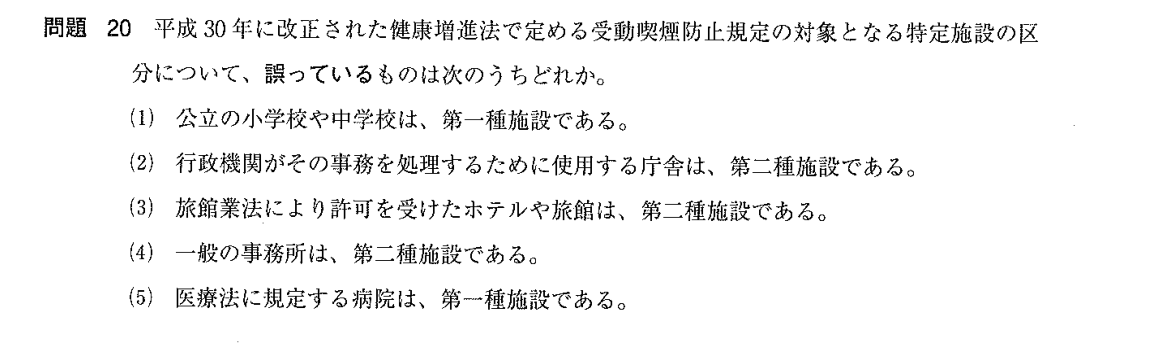 問題 20 平成 30 年に改正された健康増進法で定める受動喫煙防止規定の対象となる特定施設の区
分について、誤っているものは次のうちどれか。
(1) 公立の小学校や中学校は、第一種施設である。
(2) 行政機関がその事務を処理するために使用する庁舎は、第二種施設である。
(3) 旅館業法により許可を受けたホテルや旅館は、第二種施設である。
(4) 一般の事務所は、第二種施設である。
(5) 医療法に規定する病院は、第一種施設である。